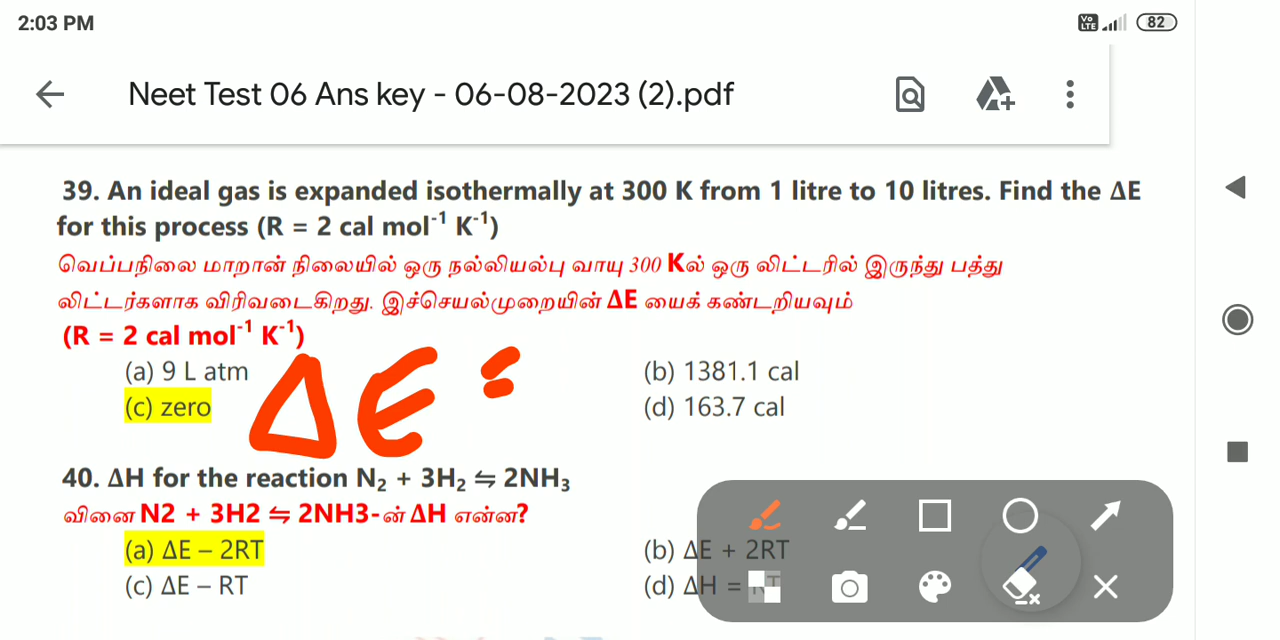 2:03 PM
Vo LTE 82
Neet Test 06 Ans key - 06-08-2023 (2).pdf
39. An ideal gas is expanded isothermally at 300 K from 1 litre to 10 litres. Find the ΔE
for this process (R = 2 cal mol⁻¹ K⁻¹)
வெப்பநிலை மாறான் நிலையில் ஒரு நல்லியல்பு வாயு 300 Kல் ஒரு லிட்டரில் இருந்து பத்து
லிட்டர்களாக விரிவடைகிறது. இச்செயல்முறையின் ΔE யைக் கண்டறியவும்
(R = 2 cal mol⁻¹ K⁻¹)
(a) 9 L atm (b) 1381.1 cal
(c) zero (d) 163.7 cal
ΔE =
40. ΔH for the reaction N₂ + 3H₂ ⇋ 2NH₃
வினை N2 + 3H2 ⇋ 2NH3-ன் ΔH என்ன?
(a) ΔE – 2RT (b) ΔE + 2RT
(c) ΔE – RT (d) ΔH =